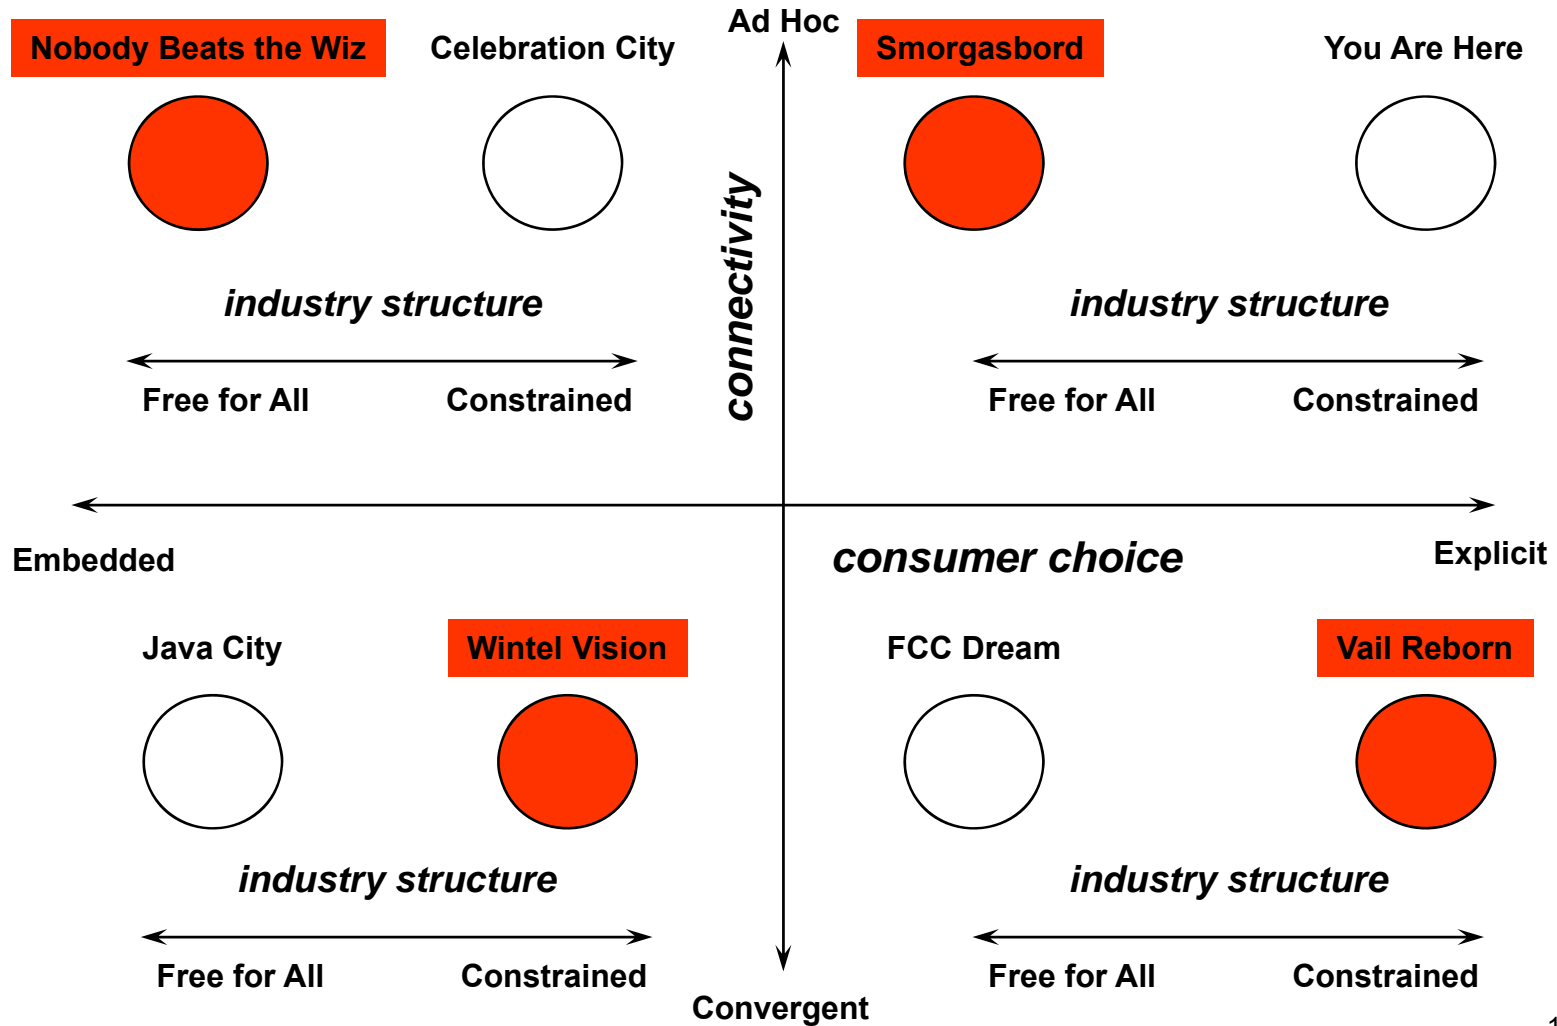 Ad Hoc
Nobody Beats the Wiz
Celebration City
Smorgasbord
You Are Here
connectivity
industry structure
industry structure
Free for All
Constrained
Free for All
Constrained
Embedded
consumer choice
Explicit
Java City
Wintel Vision
FCC Dream
Vail Reborn
industry structure
industry structure
Free for All
Constrained
Free for All
Constrained
Convergent